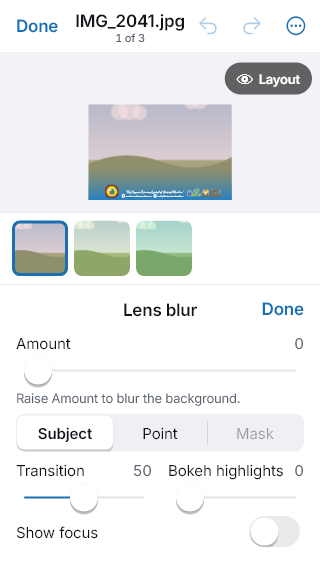 Done
IMG_2041.jpg
1 of 3
Layout
Lens blur
Done
Amount
0
Raise Amount to blur the background.
Subject
Point
Mask
Transition
50
Bokeh highlights
0
Show focus